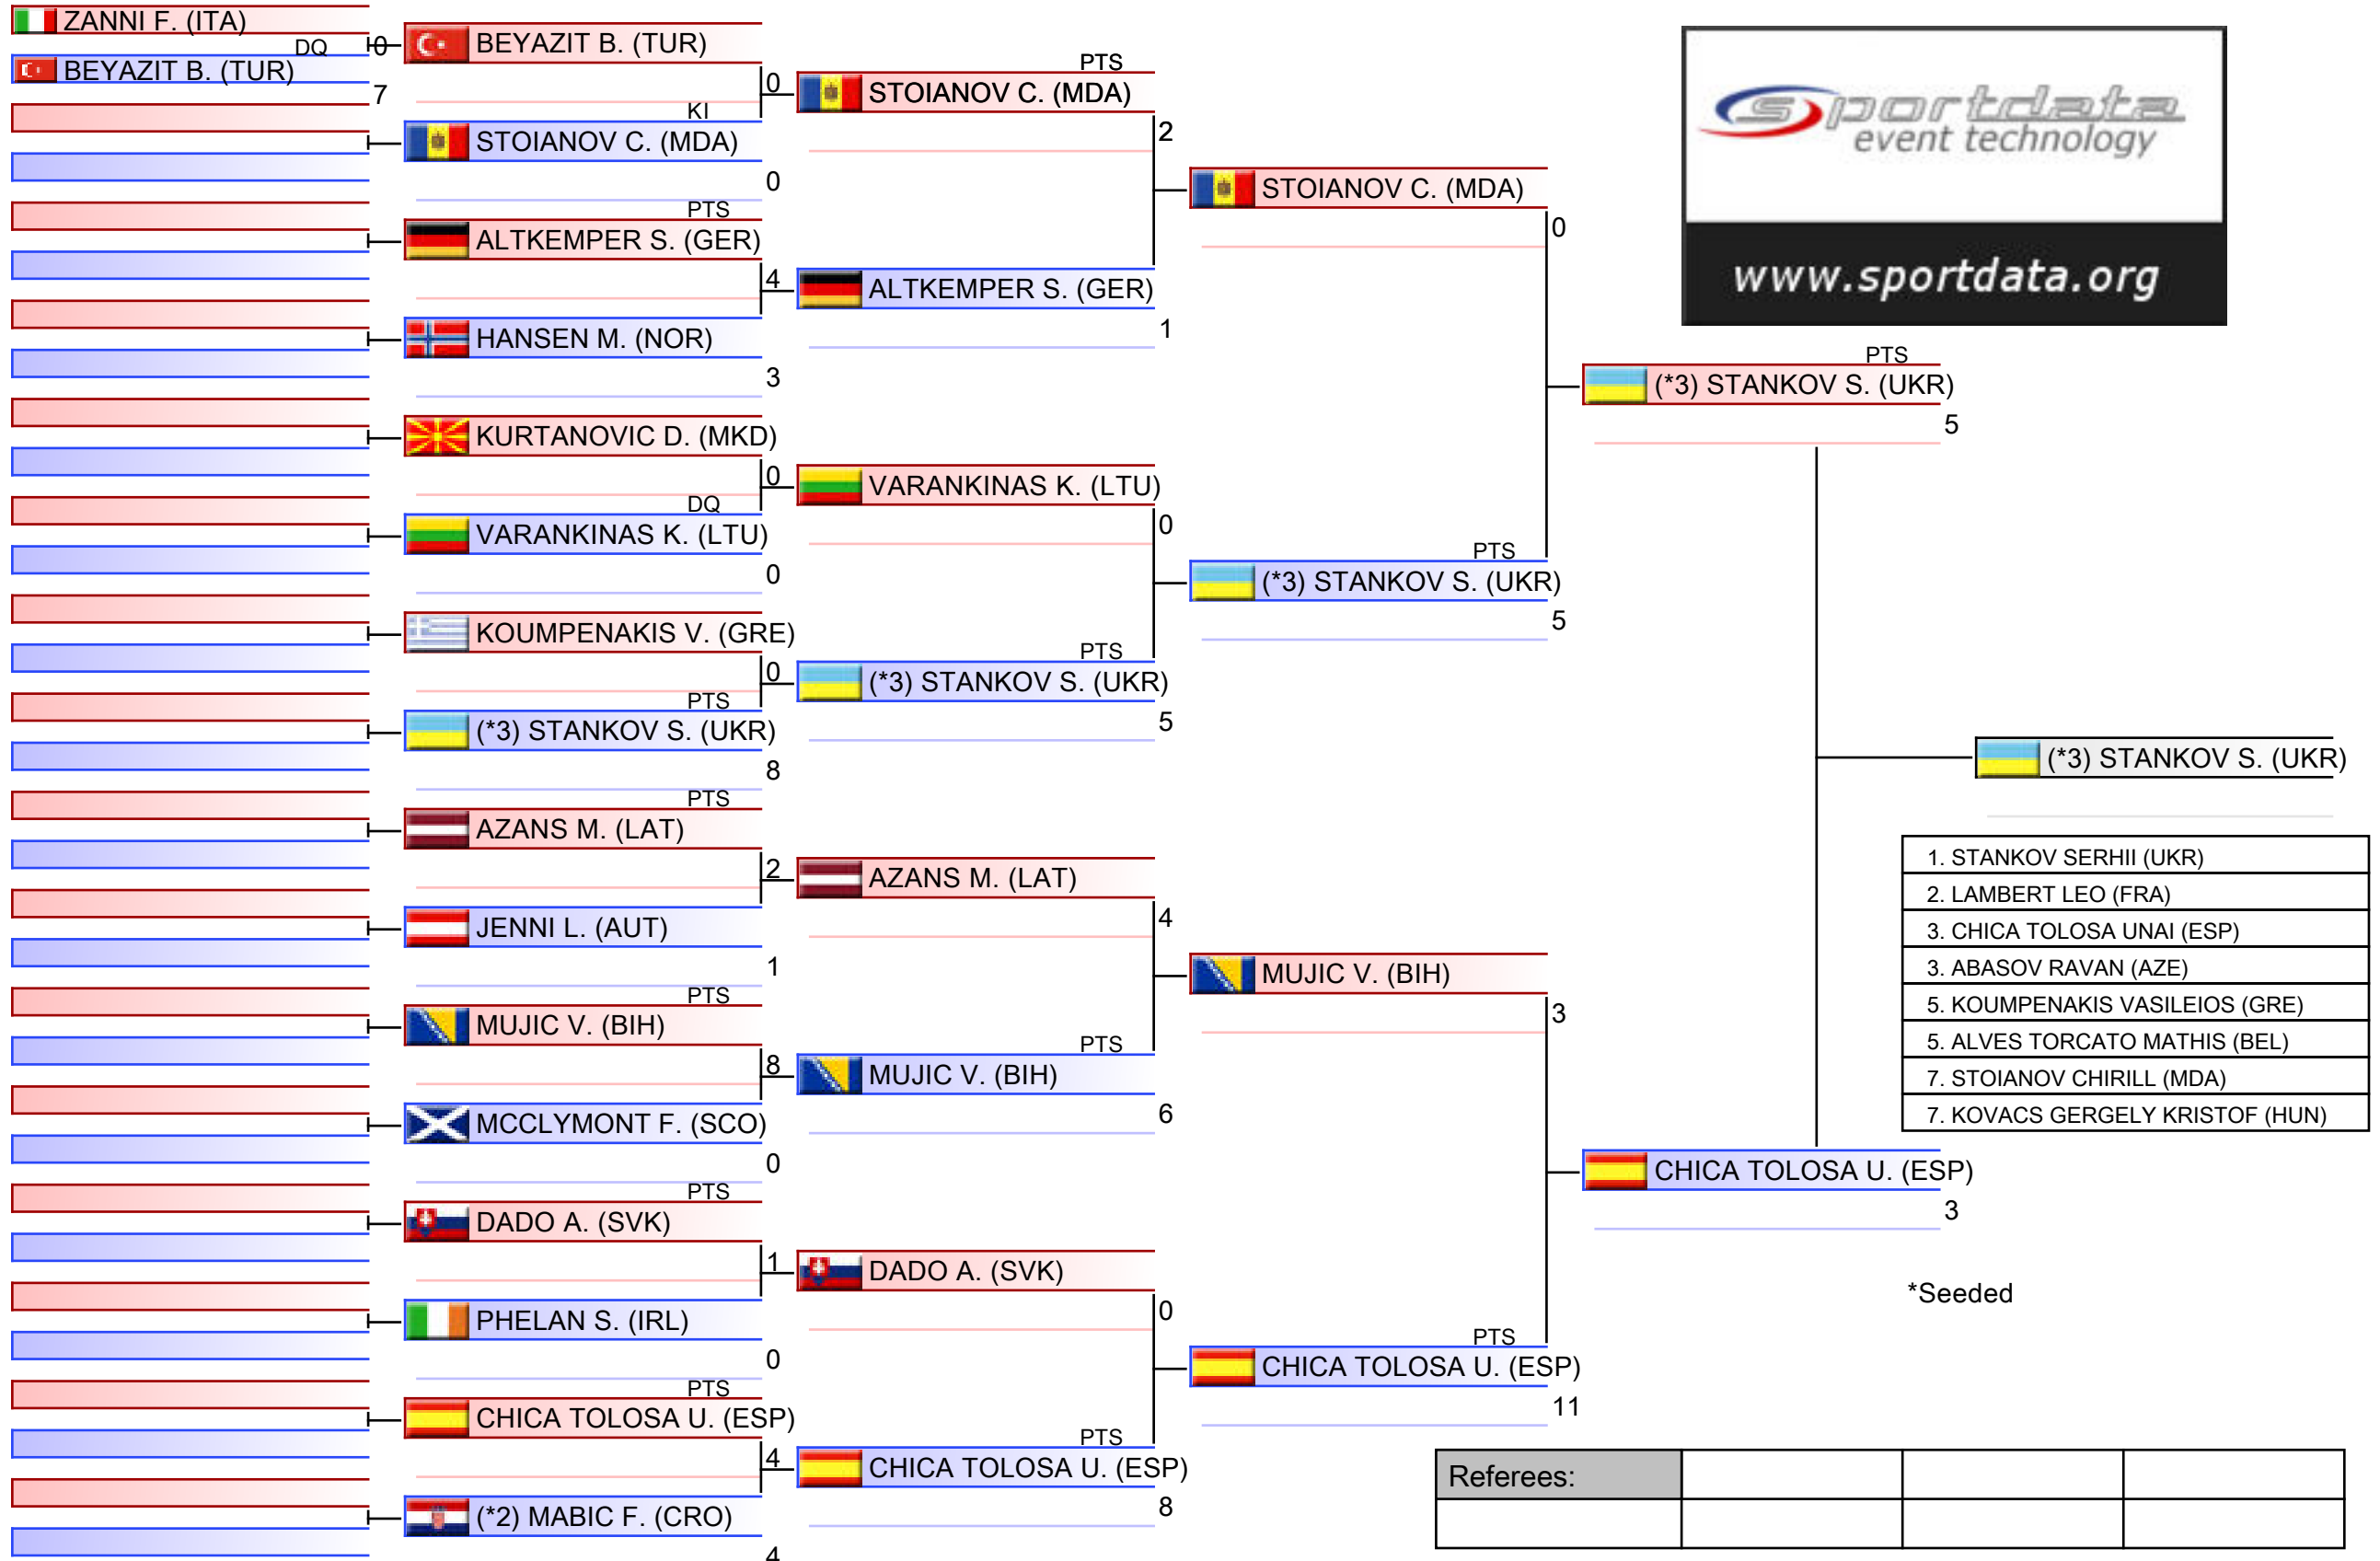 ZANNI F. (ITA)
DQ
0
BEYAZIT B. (TUR)
7
BEYAZIT B. (TUR)
0
KI
STOIANOV C. (MDA)
0
PTS
ALTKEMPER S. (GER)
4
HANSEN M. (NOR)
3
KURTANOVIC D. (MKD)
0
DQ
VARANKINAS K. (LTU)
0
KOUMPENAKIS V. (GRE)
0
PTS
(*3) STANKOV S. (UKR)
8
PTS
AZANS M. (LAT)
2
JENNI L. (AUT)
1
PTS
MUJIC V. (BIH)
8
MCCLYMONT F. (SCO)
0
PTS
DADO A. (SVK)
1
PHELAN S. (IRL)
0
PTS
CHICA TOLOSA U. (ESP)
4
(*2) MABIC F. (CRO)
4
PTS
STOIANOV C. (MDA)
2
ALTKEMPER S. (GER)
1
VARANKINAS K. (LTU)
0
PTS
(*3) STANKOV S. (UKR)
5
AZANS M. (LAT)
4
PTS
MUJIC V. (BIH)
6
DADO A. (SVK)
0
PTS
CHICA TOLOSA U. (ESP)
8
STOIANOV C. (MDA)
0
PTS
(*3) STANKOV S. (UKR)
5
MUJIC V. (BIH)
3
PTS
CHICA TOLOSA U. (ESP)
11
sportdata
event technology
www.sportdata.org
PTS
(*3) STANKOV S. (UKR)
5
CHICA TOLOSA U. (ESP)
3
(*3) STANKOV S. (UKR)
1. STANKOV SERHII (UKR)
2. LAMBERT LEO (FRA)
3. CHICA TOLOSA UNAI (ESP)
3. ABASOV RAVAN (AZE)
5. KOUMPENAKIS VASILEIOS (GRE)
5. ALVES TORCATO MATHIS (BEL)
7. STOIANOV CHIRILL (MDA)
7. KOVACS GERGELY KRISTOF (HUN)
*Seeded
Referees: